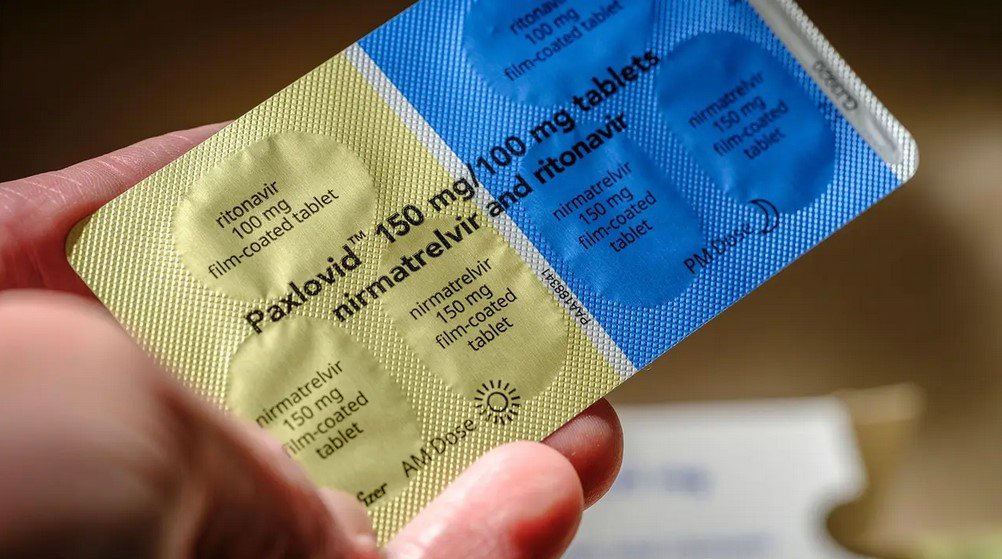 Paxlovid™ 150 mg/100 mg tablets
nirmatrelvir and ritonavir
ritonavir
100 mg
film-coated tablet
nirmatrelvir
150 mg
film-coated
tablet
nirmatrelvir
150 mg
film-coated
tablet
AM Dose
ritonavir
100 mg
film-coated tablet
nirmatrelvir
150 mg
film-coated
tablet
nirmatrelvir
150 mg
film-coated
tablet
PM Dose